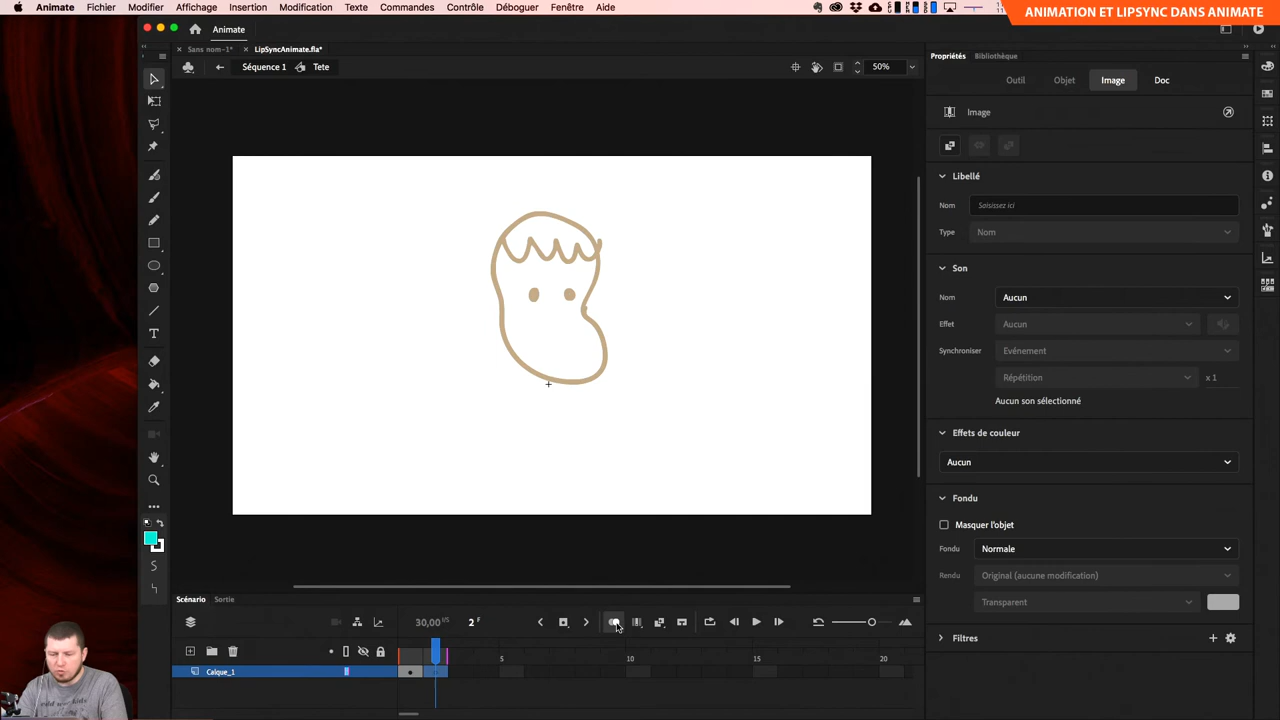 Animate Fichier Edition Affichage Insertion Modification Texte Commandes Contrôle Déboguer Fenêtre Aide
ANIMATION ET LIPSYNC DANS ANIMATE
Animate
Sans nom-1* LipSyncAnimate.fla*
Séquence 1 Tete 50%
Propriétés Bibliothèque
Outil Objet Image Doc
Image
Libellé
Nom Saisissez ici
Type Nom
Son
Nom Aucun
Effet Aucun
Synchroniser Evénement
Répétition x 1
Aucun son sélectionné
Effets de couleur
Aucun
Fondu
Masquer l'objet
Fondu Normale
Rendu Original (aucune modification)
Transparent
Filtres
Scénario Sortie
30,00 I/S 2 F
5 10 15 20
Calque_1